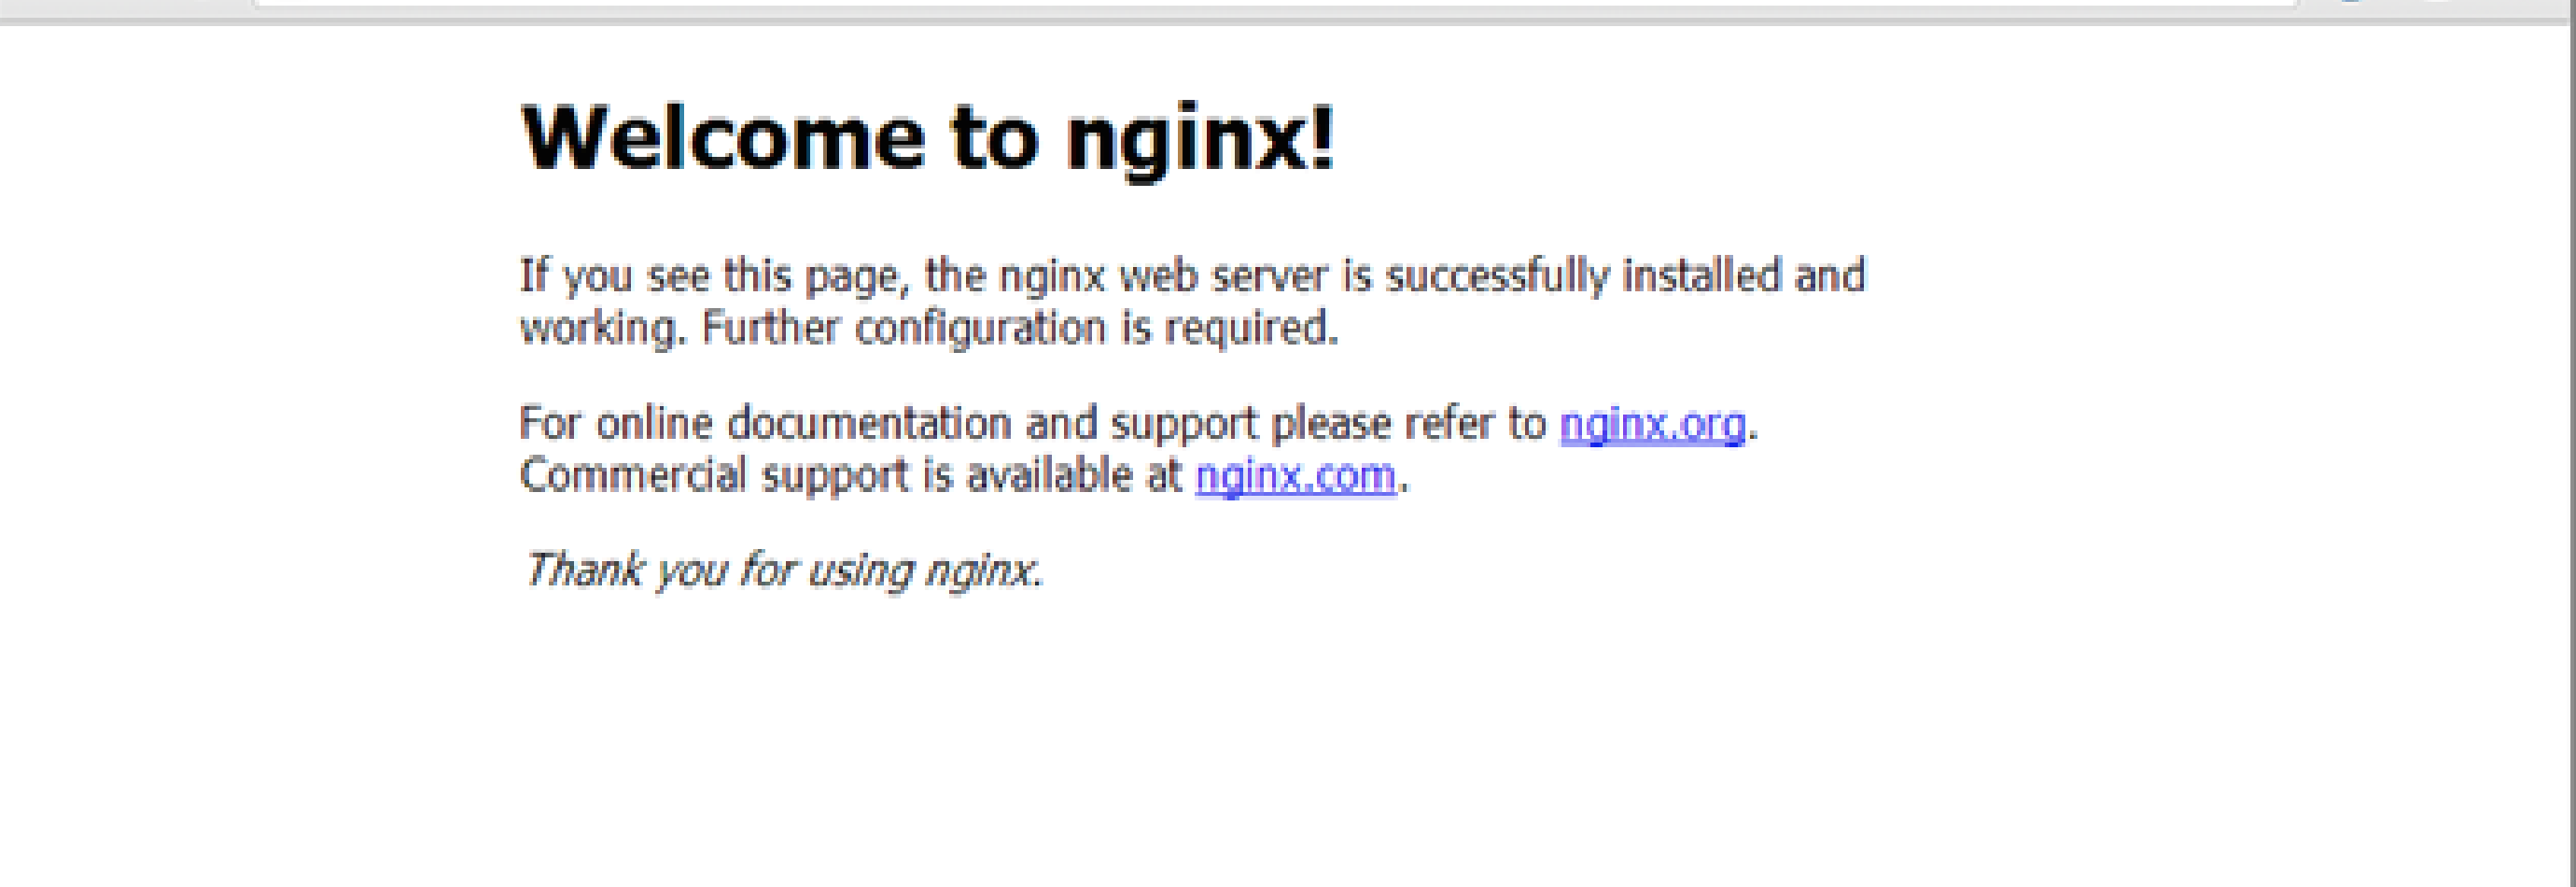 Welcome to nginx!
If you see this page, the nginx web server is successfully installed and
working. Further configuration is required.
For online documentation and support please refer to nginx.org.
Commercial support is available at nginx.com.
Thank you for using nginx.